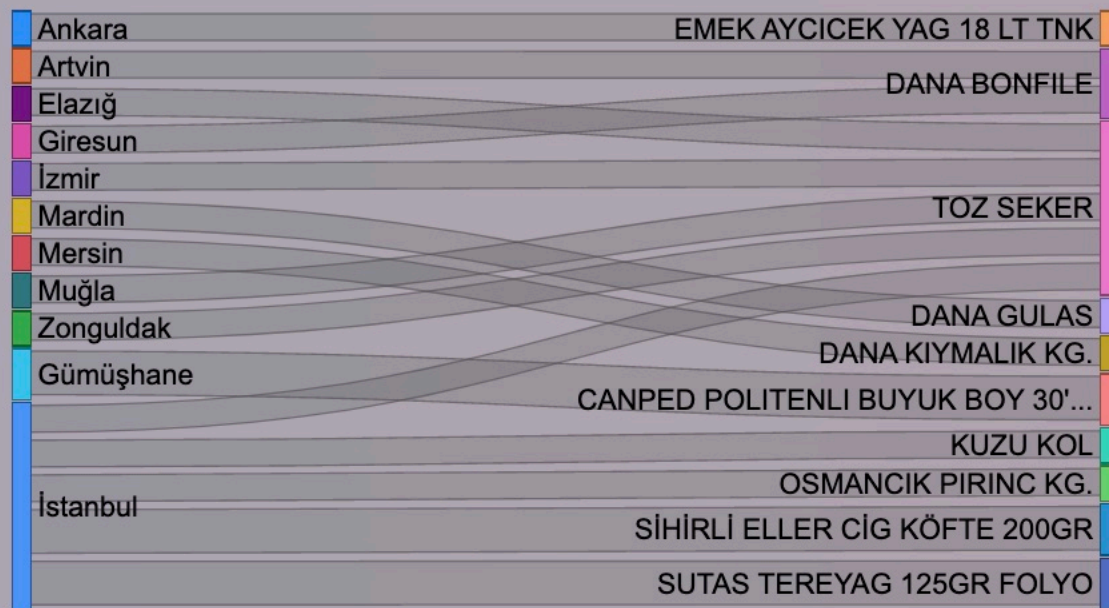 Ankara
EMEK AYCICEK YAG 18 LT TNK
Artvin
DANA BONFILE
Elazığ
Giresun
İzmir
Mardin
TOZ SEKER
Mersin
Muğla
DANA GULAS
Zonguldak
DANA KIYMALIK KG.
Gümüşhane
CANPED POLITENLI BUYUK BOY 30'...
KUZU KOL
OSMANCIK PIRINC KG.
İstanbul
SİHİRLİ ELLER CİG KÖFTE 200GR
SUTAS TEREYAG 125GR FOLYO